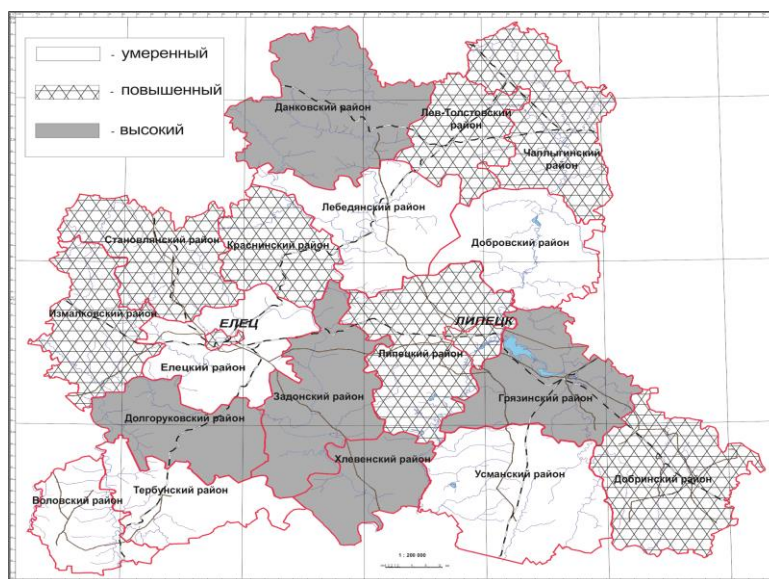 - умеренный
- повышенный
- высокий
Данковский район
Лев-Толстовский
район
Чаплыгинский
район
Лебедянский район
Становлянский район
Краснинский район
Добровский район
Измалковский район
ЕЛЕЦ
ЛИПЕЦК
Липецкий район
Елецкий район
Задонский район
Грязинский район
Долгоруковский район
Хлевенский район
Усманский район
Добринский район
Воловский район
Тербунский район
1 : 200 000